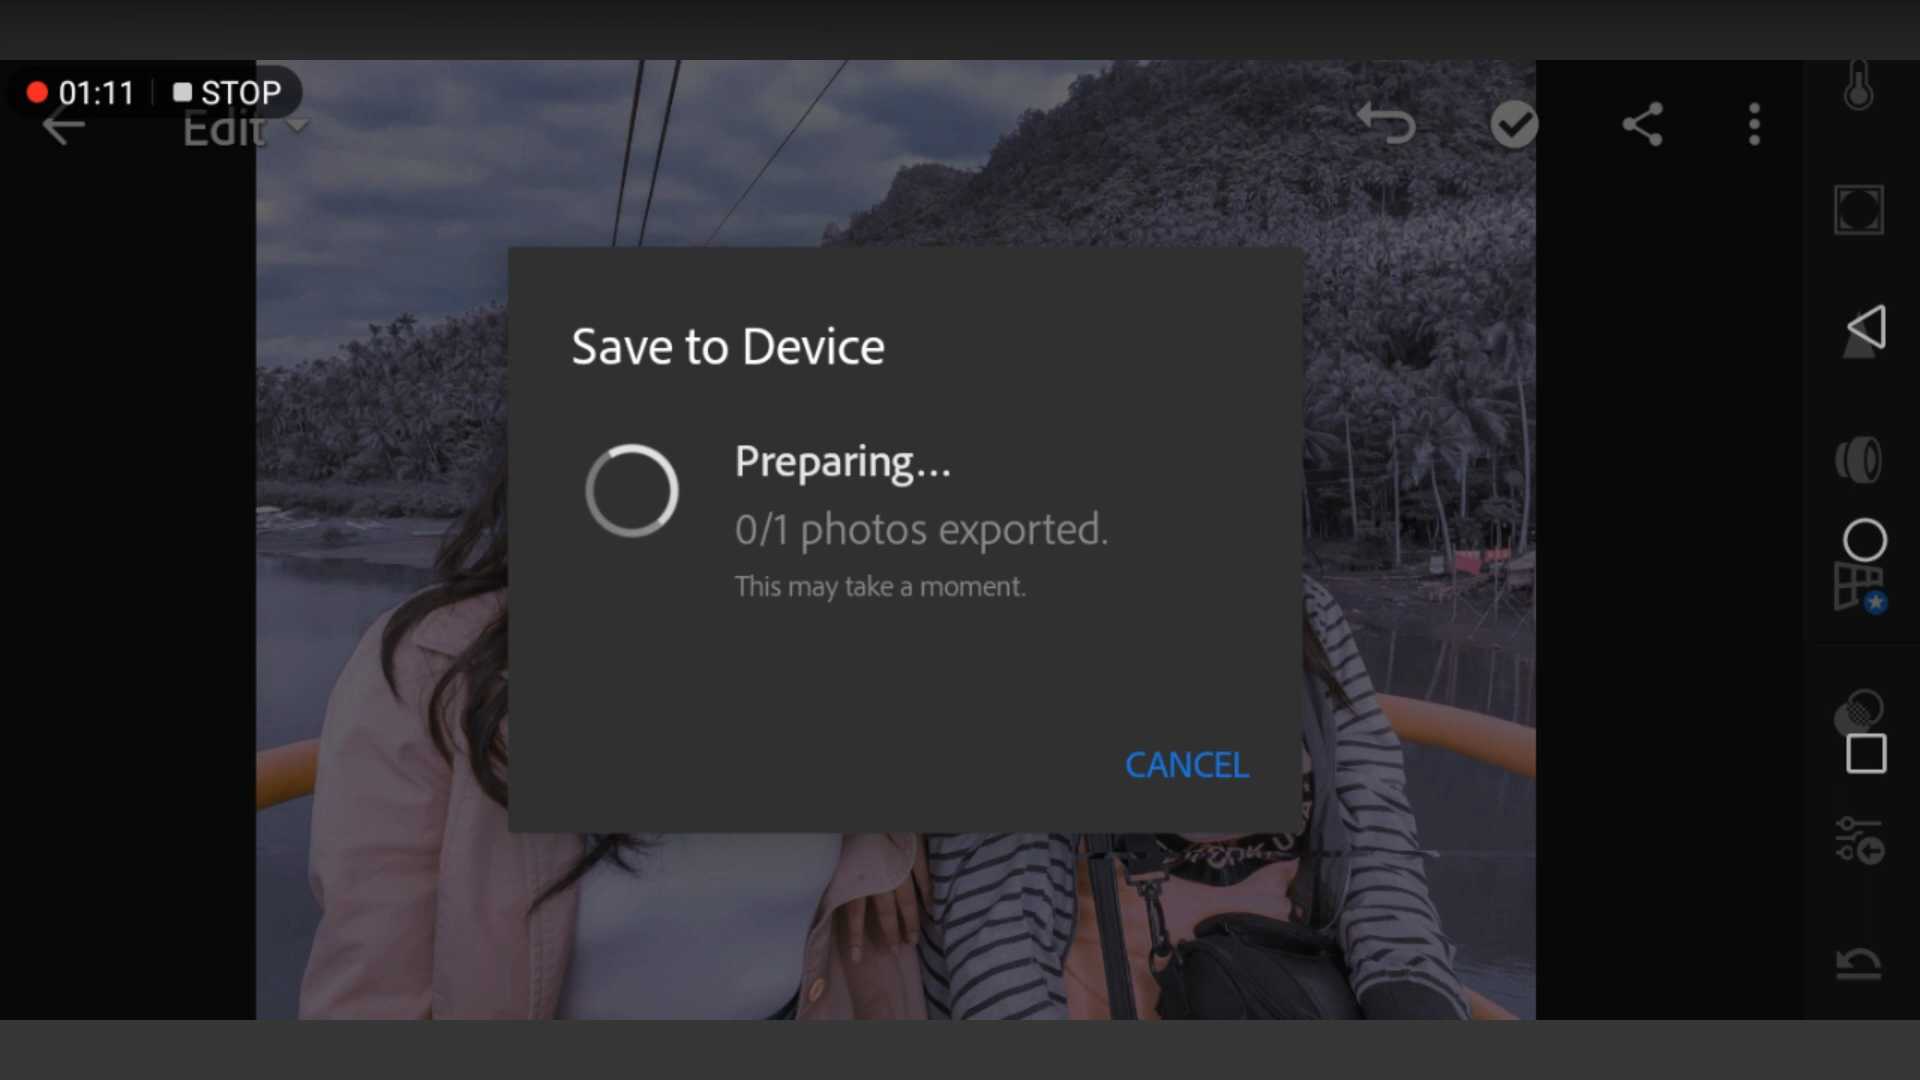 01:11 STOP
Edit
Save to Device
Preparing...
0/1 photos exported.
This may take a moment.
CANCEL